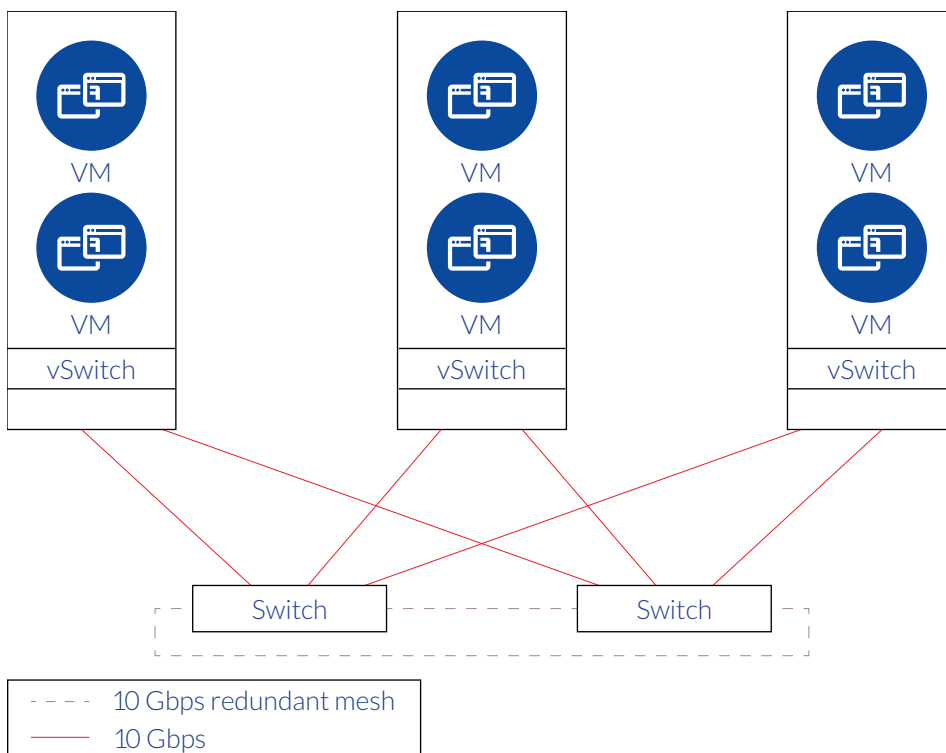 VM VM VM
VM VM VM
vSwitch vSwitch vSwitch
Switch Switch
10 Gbps redundant mesh
10 Gbps